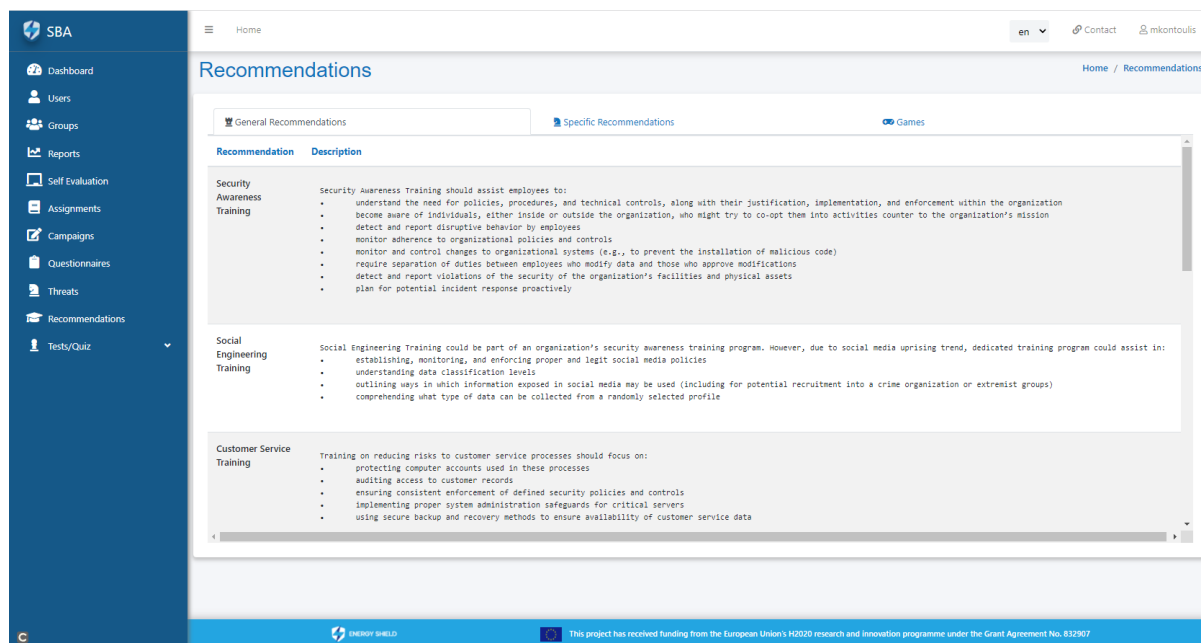 SBA
Home
en
Contact
mkontoulis
Dashboard
Users
Groups
Reports
Self Evaluation
Assignments
Campaigns
Questionnaires
Threats
Recommendations
Tests/Quiz
Recommendations
Home / Recommendations
General Recommendations
Specific Recommendations
Games
Recommendation Description
Security
Awareness
Training
Security Awareness Training should assist employees to:
• understand the need for policies, procedures, and technical controls, along with their justification, implementation, and enforcement within the organization
• become aware of individuals, either inside or outside the organization, who might try to co-opt them into activities counter to the organization's mission
• detect and report disruptive behavior by employees
• monitor adherence to organizational policies and controls
• monitor and control changes to organizational systems (e.g., to prevent the installation of malicious code)
• require separation of duties between employees who modify data and those who approve modifications
• detect and report violations of the security of the organization's facilities and physical assets
• plan for potential incident response proactively
Social
Engineering
Training
Social Engineering Training could be part of an organization's security awareness training program. However, due to social media uprising trend, dedicated training program could assist in:
• establishing, monitoring, and enforcing proper and legit social media policies
• understanding data classification levels
• outlining ways in which information exposed in social media may be used (including for potential recruitment into a crime organization or extremist groups)
• comprehending what type of data can be collected from a randomly selected profile
Customer Service
Training
Training on reducing risks to customer service processes should focus on:
• protecting computer accounts used in these processes
• auditing access to customer records
• ensuring consistent enforcement of defined security policies and controls
• implementing proper system administration safeguards for critical servers
• using secure backup and recovery methods to ensure availability of customer service data
C
ENERGY SHIELD
This project has received funding from the European Union's H2020 research and innovation programme under the Grant Agreement No. 832907